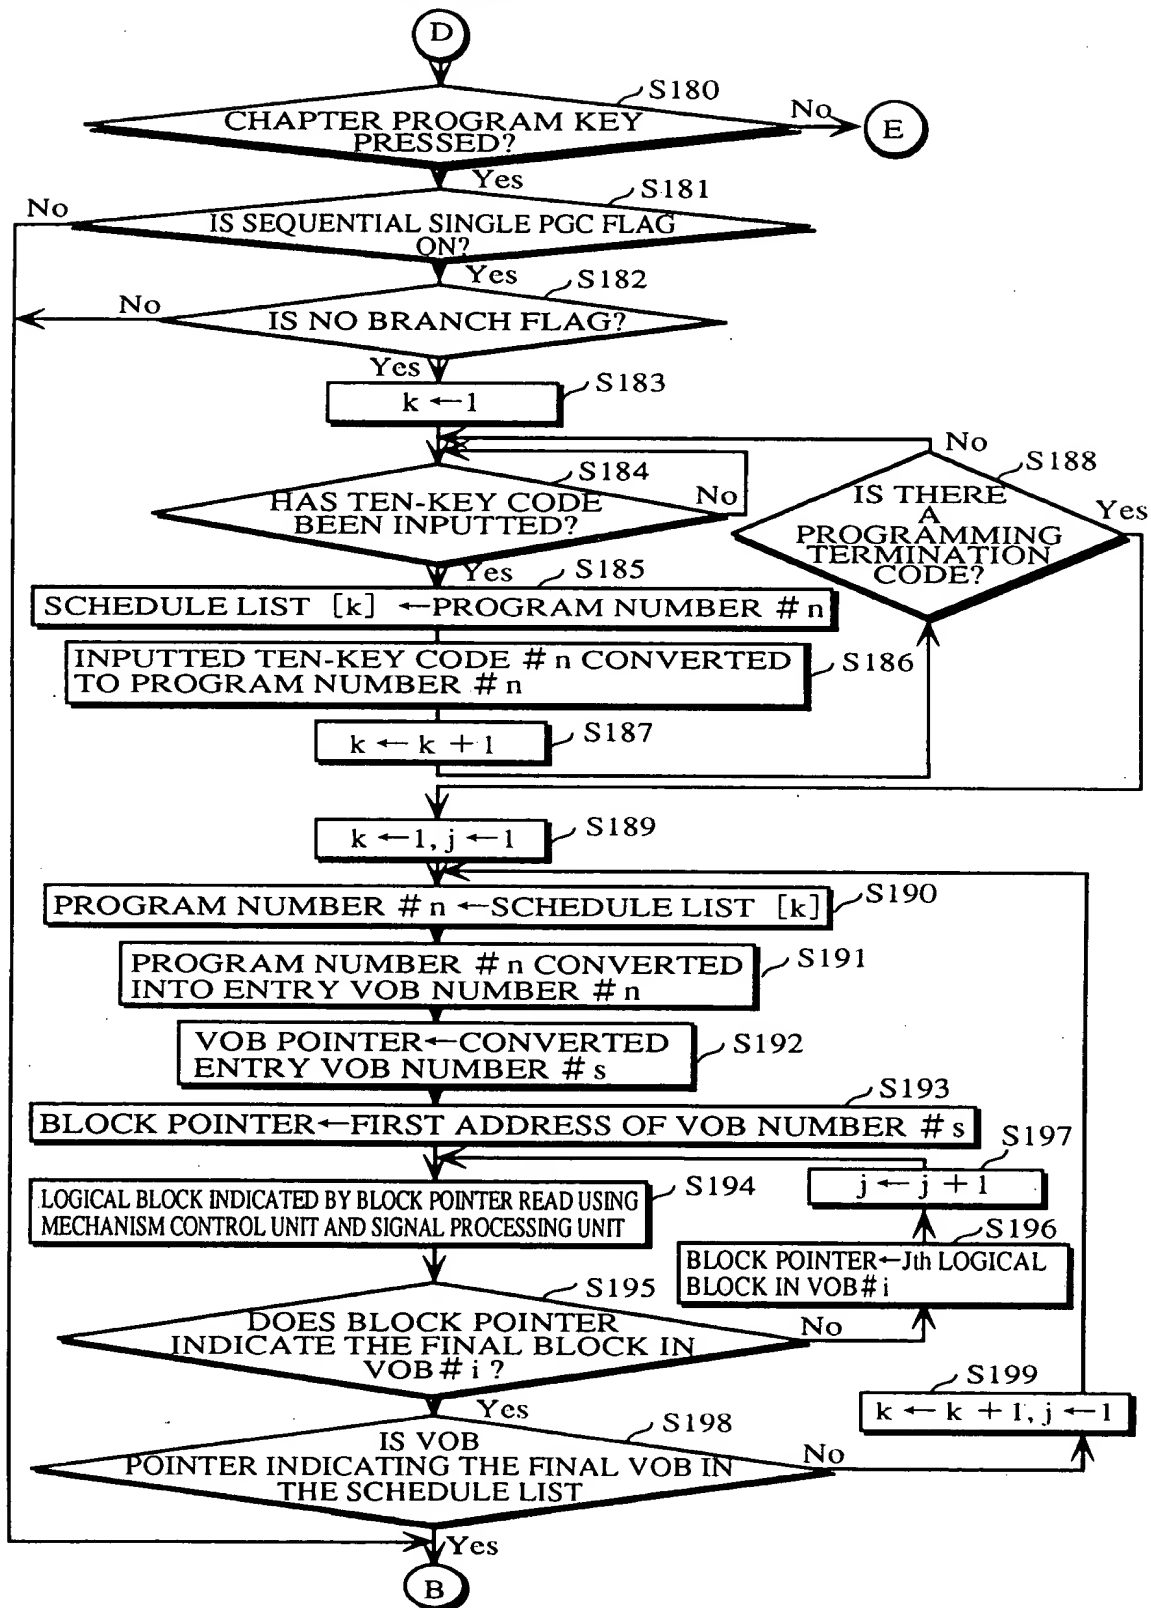 D
S180
CHAPTER PROGRAM KEY
PRESSED?
No
E
Yes
S181
No
IS SEQUENTIAL SINGLE PGC FLAG
ON?
Yes
S182
No
IS NO BRANCH FLAG?
Yes
S183
k ←1
No
S184
S188
HAS TEN-KEY CODE
BEEN INPUTTED?
No
IS THERE
A
PROGRAMMING
TERMINATION
CODE?
Yes
Yes
S185
SCHEDULE LIST [k] ←PROGRAM NUMBER # n
INPUTTED TEN-KEY CODE # n CONVERTED
TO PROGRAM NUMBER # n
S186
k ← k + 1
S187
k ←1, j ←1
S189
PROGRAM NUMBER # n ←SCHEDULE LIST [k]
S190
PROGRAM NUMBER # n CONVERTED
INTO ENTRY VOB NUMBER # n
S191
VOB POINTER←CONVERTED
ENTRY VOB NUMBER # s
S192
S193
BLOCK POINTER←FIRST ADDRESS OF VOB NUMBER # s
S197
j ← j + 1
LOGICAL BLOCK INDICATED BY BLOCK POINTER READ USING
MECHANISM CONTROL UNIT AND SIGNAL PROCESSING UNIT
S194
S196
BLOCK POINTER←Jth LOGICAL
BLOCK IN VOB# i
S195
DOES BLOCK POINTER
INDICATE THE FINAL BLOCK IN
VOB# i ?
No
Yes
S199
k ← k + 1, j ←1
S198
IS VOB
POINTER INDICATING THE FINAL VOB IN
THE SCHEDULE LIST
No
Yes
B